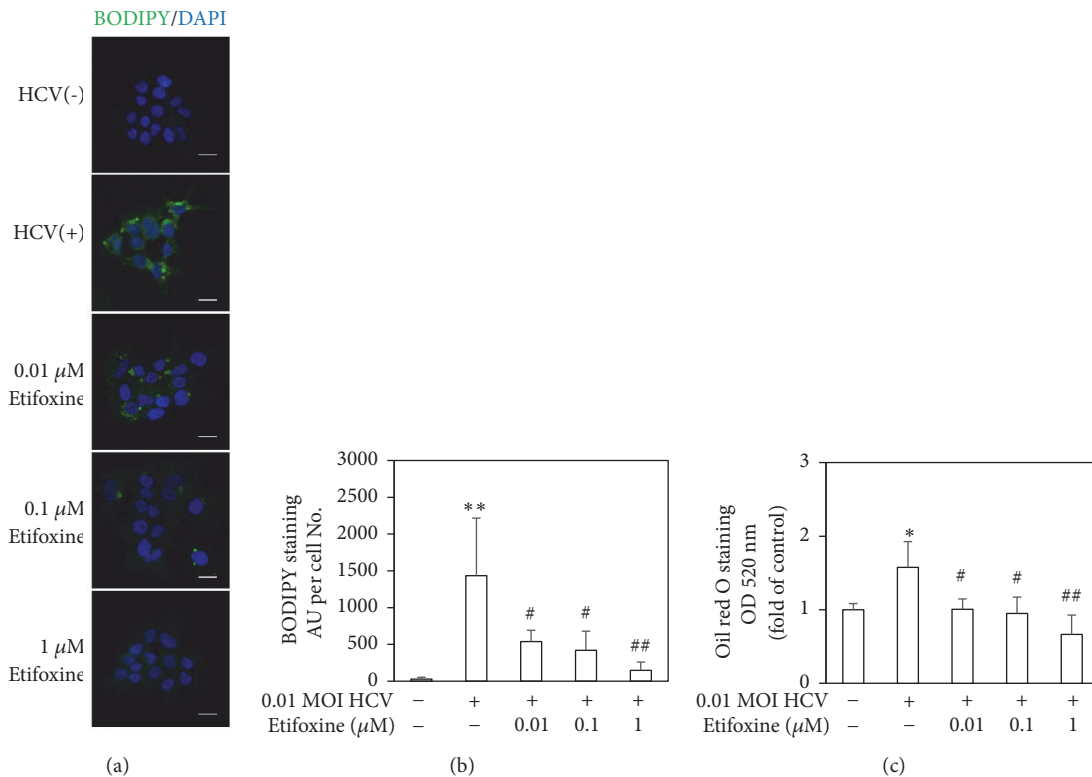 BODIPY/DAPI
HCV(-)
HCV(+)
0.01 µM
Etifoxine
0.1 µM
Etifoxine
1 µM
Etifoxine
(a)
BODIPY staining
AU per cell No.
3000
2500
2000
1500
1000
500
0
**
#
#
##
0.01 MOI HCV − + + + +
Etifoxine (µM) − − 0.01 0.1 1
(b)
Oil red O staining
OD 520 nm
(fold of control)
3
2
1
0
*
#
#
##
0.01 MOI HCV − + + + +
Etifoxine (µM) − − 0.01 0.1 1
(c)